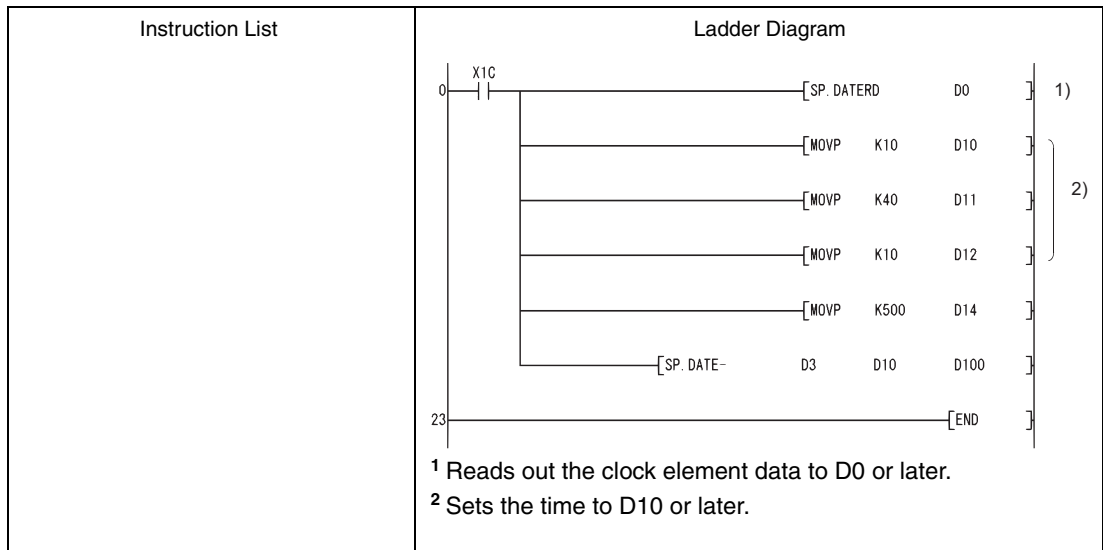 Instruction List
Ladder Diagram
X1C
0 [SP. DATERD D0 ] 1)
[MOVP K10 D10 ]
[MOVP K40 D11 ] 2)
[MOVP K10 D12 ]
[MOVP K500 D14 ]
[SP. DATE- D3 D10 D100 ]
23 [END ]
1 Reads out the clock element data to D0 or later.
2 Sets the time to D10 or later.